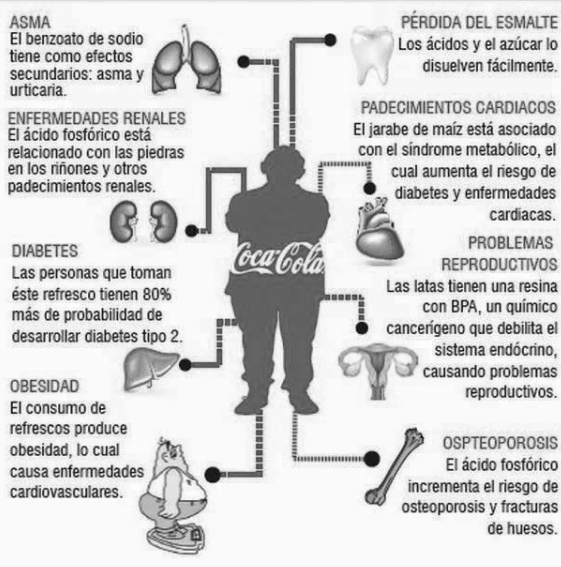 ASMA
El benzoato de sodio
tiene como efectos
secundarios: asma y
urticaria.
ENFERMEDADES RENALES
El ácido fosfórico está
relacionado con las piedras
en los riñones y otros
padecimientos renales.
DIABETES
Las personas que toman
éste refresco tienen 80%
más de probabilidad de
desarrollar diabetes tipo 2.
OBESIDAD
El consumo de
refrescos produce
obesidad, lo cual
causa enfermedades
cardiovasculares.
Coca-Cola
PÉRDIDA DEL ESMALTE
Los ácidos y el azúcar lo
disuelven fácilmente.
PADECIMIENTOS CARDIACOS
El jarabe de maíz está asociado
con el síndrome metabólico, el
cual aumenta el riesgo de
diabetes y enfermedades
cardiacas.
PROBLEMAS
REPRODUCTIVOS
Las latas tienen una resina
con BPA, un químico
cancerígeno que debilita el
sistema endócrino,
causando problemas
reproductivos.
OSPTEOPOROSIS
El ácido fosfórico
incrementa el riesgo de
osteoporosis y fracturas
de huesos.